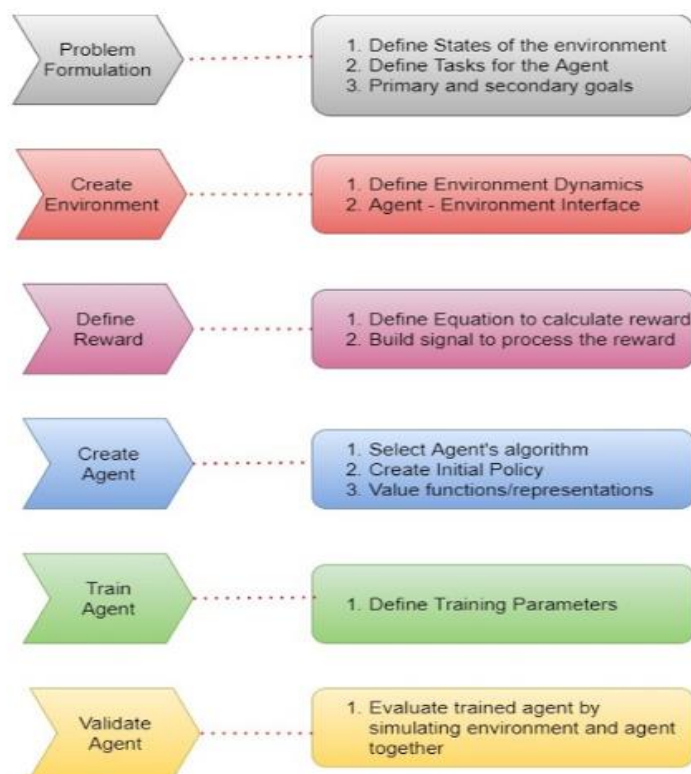 Problem
Formulation
1. Define States of the environment
2. Define Tasks for the Agent
3. Primary and secondary goals
Create
Environment
1. Define Environment Dynamics
2. Agent - Environment Interface
Define
Reward
1. Define Equation to calculate reward
2. Build signal to process the reward
Create
Agent
1. Select Agent's algorithm
2. Create Initial Policy
3. Value functions/representations
Train
Agent
1. Define Training Parameters
Validate
Agent
1. Evaluate trained agent by
simulating environment and agent
together